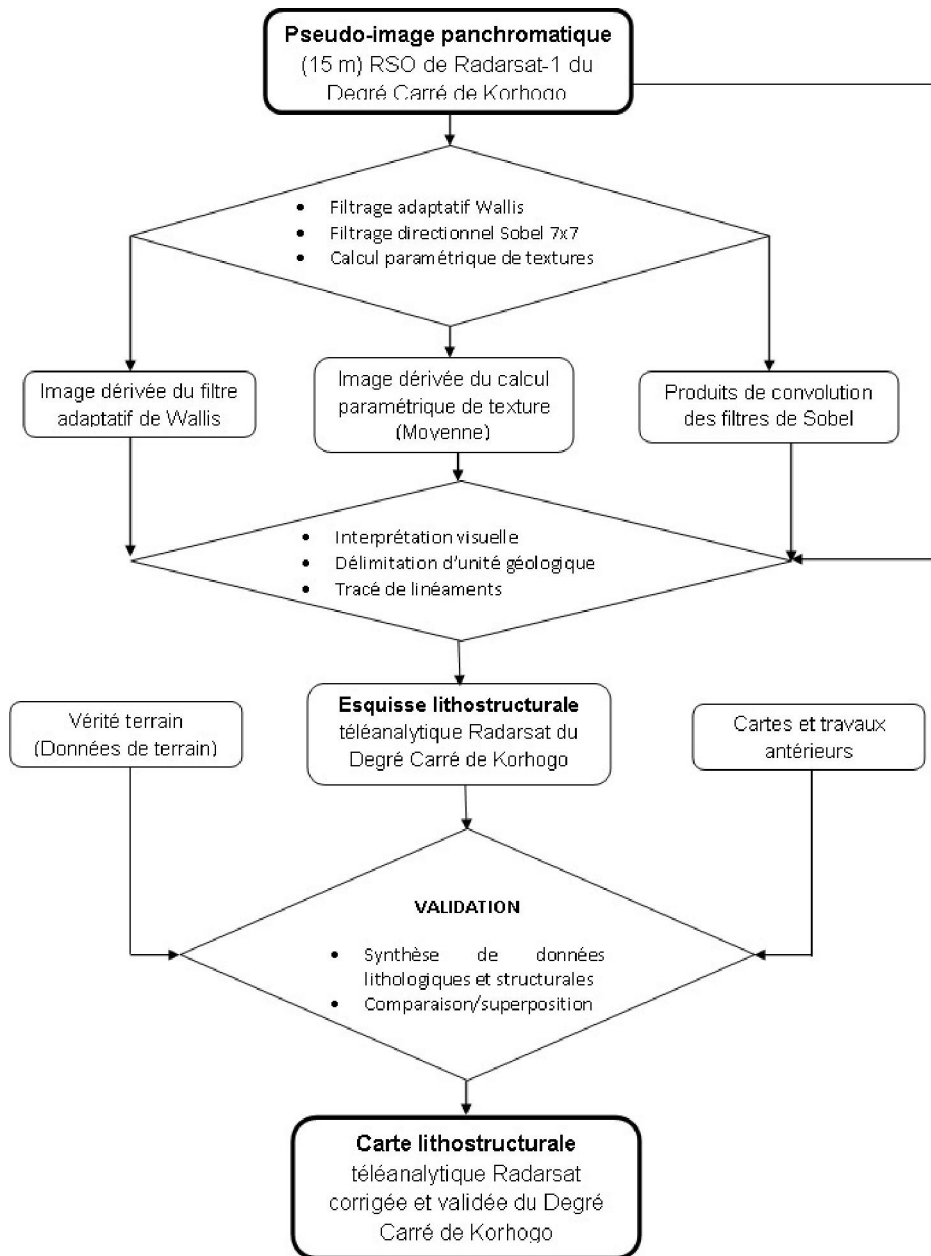 Pseudo-image panchromatique
(15 m) RSO de Radarsat-1 du
Degré Carré de Korhogo
• Filtrage adaptatif Wallis
• Filtrage directionnel Sobel 7x7
• Calcul paramétrique de textures
Image dérivée du filtre
adaptatif de Wallis
Image dérivée du calcul
paramétrique de texture
(Moyenne)
Produits de convolution
des filtres de Sobel
• Interprétation visuelle
• Délimitation d'unité géologique
• Tracé de linéaments
Vérité terrain
(Données de terrain)
Esquisse lithostructurale
téléanalytique Radarsat du
Degré Carré de Korhogo
Cartes et travaux
antérieurs
VALIDATION
• Synthèse de données
lithologiques et structurales
• Comparaison/superposition
Carte lithostructurale
téléanalytique Radarsat
corrigée et validée du Degré
Carré de Korhogo